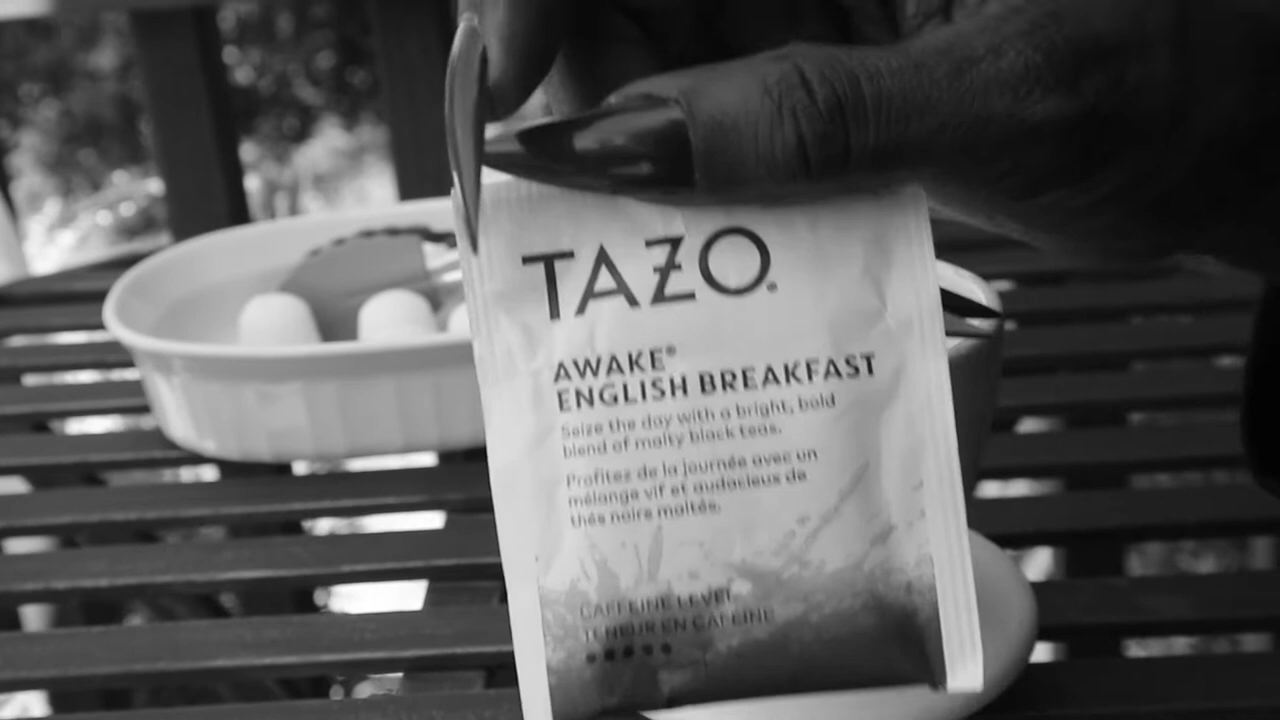 TAZO.
AWAKE®
ENGLISH BREAKFAST
Seize the day with a bright, bold
blend of malty black teas.
Profitez de la journée avec un
mélange vif et audacieux de
thés noirs maltés.
CAFFEINE LEVEL
TENEUR EN CAFÉINE